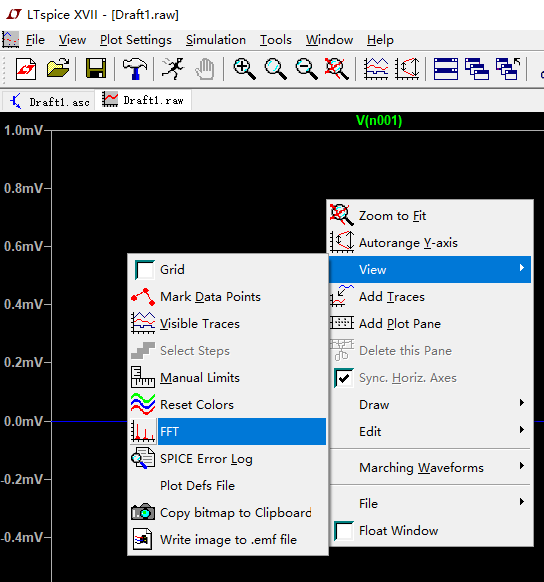 LTspice XVII - [Draft1.raw]
File View Plot Settings Simulation Tools Window Help
Draft1.asc Draft1.raw
V(n001)
1.0mV
0.8mV
0.6mV
0.4mV
0.2mV
0.0mV
-0.2mV
-0.4mV
Zoom to Fit
Autorange Y-axis
View
Add Traces
Add Plot Pane
Delete this Pane
Sync. Horiz. Axes
Draw
Edit
Marching Waveforms
File
Float Window
Grid
Mark Data Points
Visible Traces
Select Steps
Manual Limits
Reset Colors
FFT
SPICE Error Log
Plot Defs File
Copy bitmap to Clipboard
Write image to .emf file